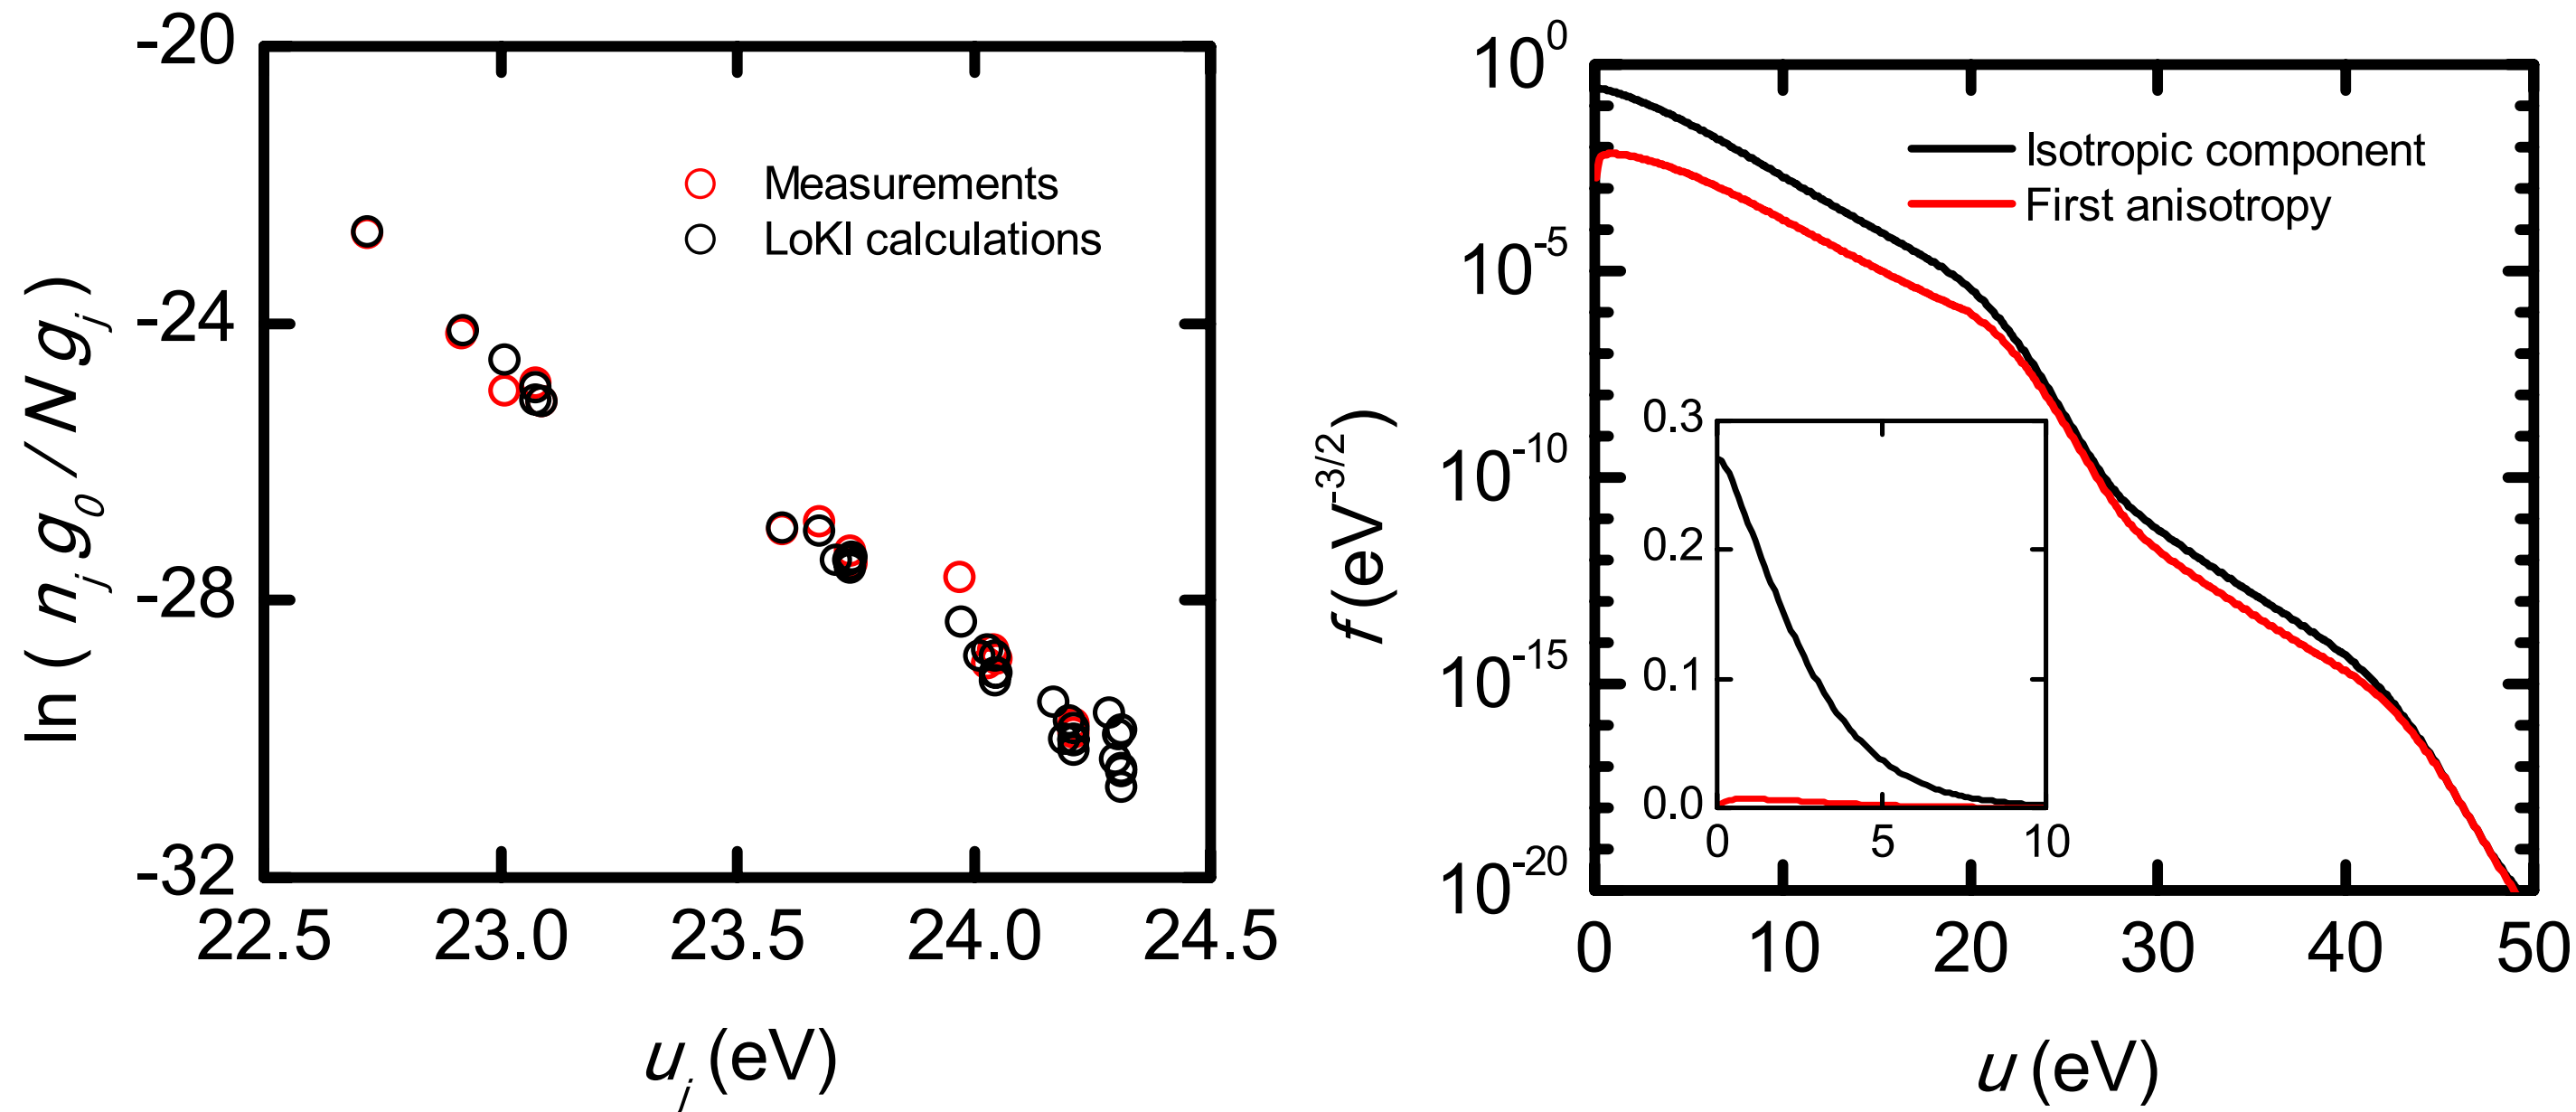 -20
-24
-28
-32
22.5 23.0 23.5 24.0 24.5
ln ( n_j g_0 / N g_j )
u_j (eV)
Measurements
LoKI calculations
10^0
10^-5
10^-10
10^-15
10^-20
0 10 20 30 40 50
f (eV^-3/2)
u (eV)
Isotropic component
First anisotropy
0.3
0.2
0.1
0.0
0 5 10